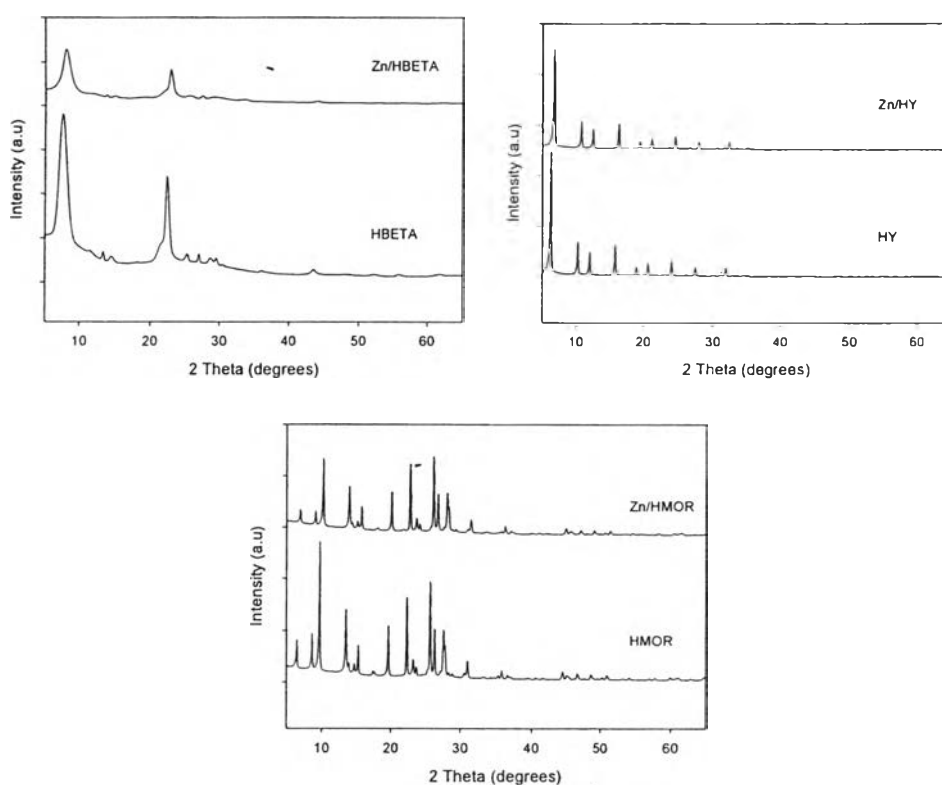 Zn/HBETA
HBETA
Intensity (a.u)
10 20 30 40 50 60
2 Theta (degrees)
Zn/HY
HY
Intensity (a.u)
10 20 30 40 50 60
2 Theta (degrees)
Zn/HMOR
HMOR
Intensity (a.u)
10 20 30 40 50 60
2 Theta (degrees)